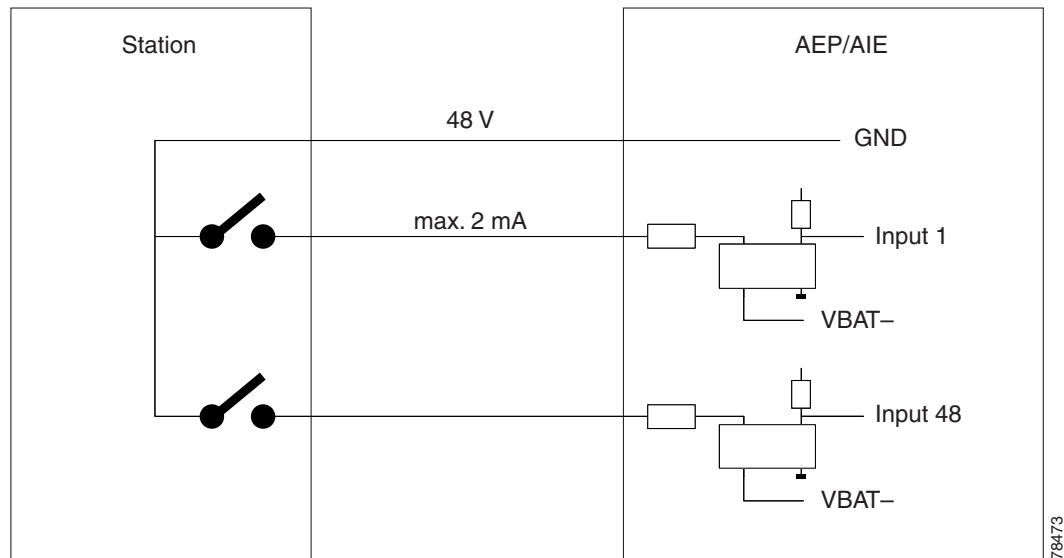 Station
AEP/AIE
48 V
GND
max. 2 mA
Input 1
VBAT–
Input 48
VBAT–
78473